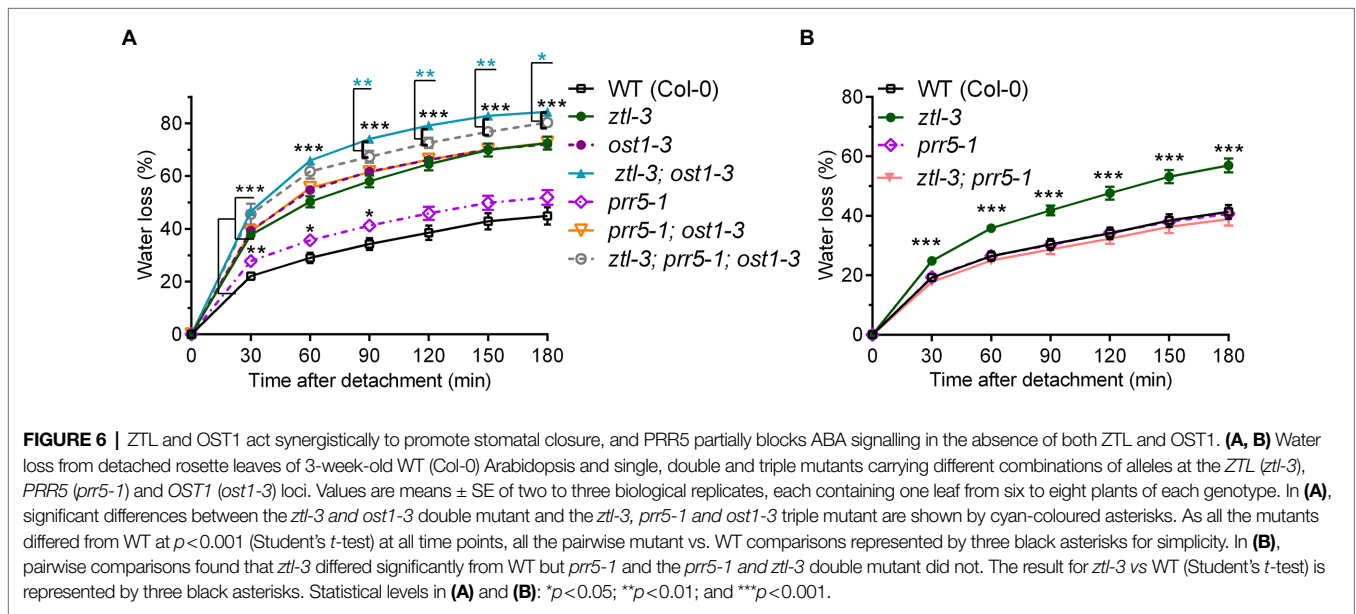 A
Water loss (%)
80
60
40
20
0
0 30 60 90 120 150 180
Time after detachment (min)
*** ** *** * *** * *** *** *** ***
** ** ** *
WT (Col-0)
ztl-3
ost1-3
ztl-3; ost1-3
prr5-1
prr5-1; ost1-3
ztl-3; prr5-1; ost1-3
B
Water loss (%)
80
60
40
20
0
0 30 60 90 120 150 180
Time after detachment (min)
*** *** *** *** *** ***
WT (Col-0)
ztl-3
prr5-1
ztl-3; prr5-1
FIGURE 6 | ZTL and OST1 act synergistically to promote stomatal closure, and PRR5 partially blocks ABA signalling in the absence of both ZTL and OST1. (A, B) Water
loss from detached rosette leaves of 3-week-old WT (Col-0) Arabidopsis and single, double and triple mutants carrying different combinations of alleles at the ZTL (ztl-3),
PRR5 (prr5-1) and OST1 (ost1-3) loci. Values are means ± SE of two to three biological replicates, each containing one leaf from six to eight plants of each genotype. In (A),
significant differences between the ztl-3 and ost1-3 double mutant and the ztl-3, prr5-1 and ost1-3 triple mutant are shown by cyan-coloured asterisks. As all the mutants
differed from WT at p<0.001 (Student's t-test) at all time points, all the pairwise mutant vs. WT comparisons represented by three black asterisks for simplicity. In (B),
pairwise comparisons found that ztl-3 differed significantly from WT but prr5-1 and the prr5-1 and ztl-3 double mutant did not. The result for ztl-3 vs WT (Student's t-test) is
represented by three black asterisks. Statistical levels in (A) and (B): *p<0.05; **p<0.01; and ***p<0.001.